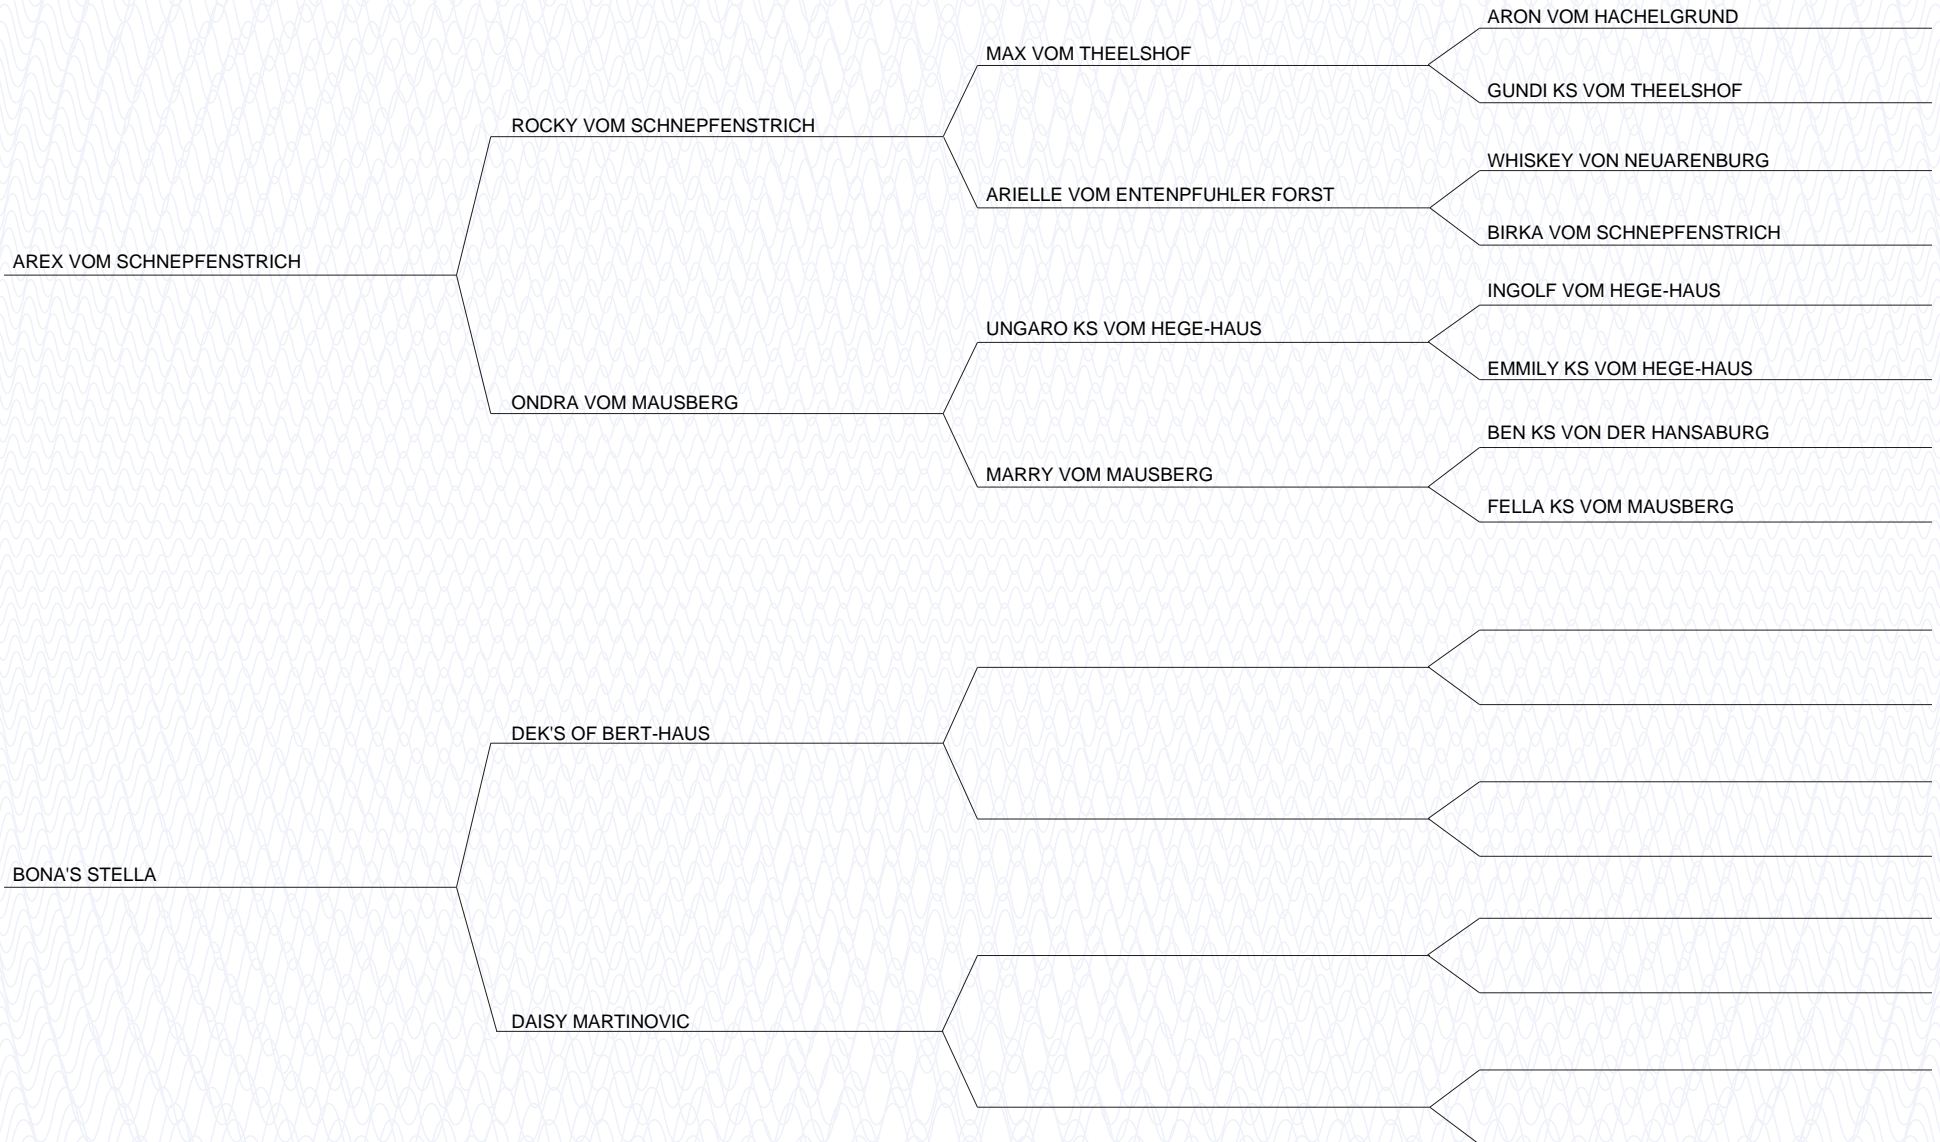 ARON VOM HACHELGRUND
MAX VOM THEELSHOF
GUNDI KS VOM THEELSHOF
ROCKY VOM SCHNEPFENSTRICH
WHISKEY VON NEUARENBURG
ARIELLE VOM ENTENPFUHLER FORST
BIRKA VOM SCHNEPFENSTRICH
AREX VOM SCHNEPFENSTRICH
INGOLF VOM HEGE-HAUS
UNGARO KS VOM HEGE-HAUS
EMMILY KS VOM HEGE-HAUS
ONDRA VOM MAUSBERG
BEN KS VON DER HANSABURG
MARRY VOM MAUSBERG
FELLA KS VOM MAUSBERG
DEK'S OF BERT-HAUS
BONA'S STELLA
DAISY MARTINOVIC